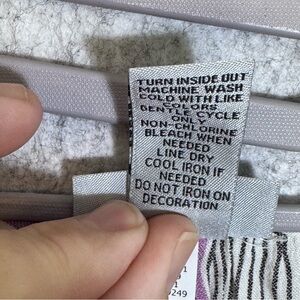 TURN INSIDE OUT
MACHINE WASH
COLD WITH LIKE
COLORS
GENTLE CYCLE
ONLY
NON-CHLORINE
BLEACH WHEN
NEEDED
LINE DRY
COOL IRON IF
NEEDED
DO NOT IRON ON
DECORATION
249